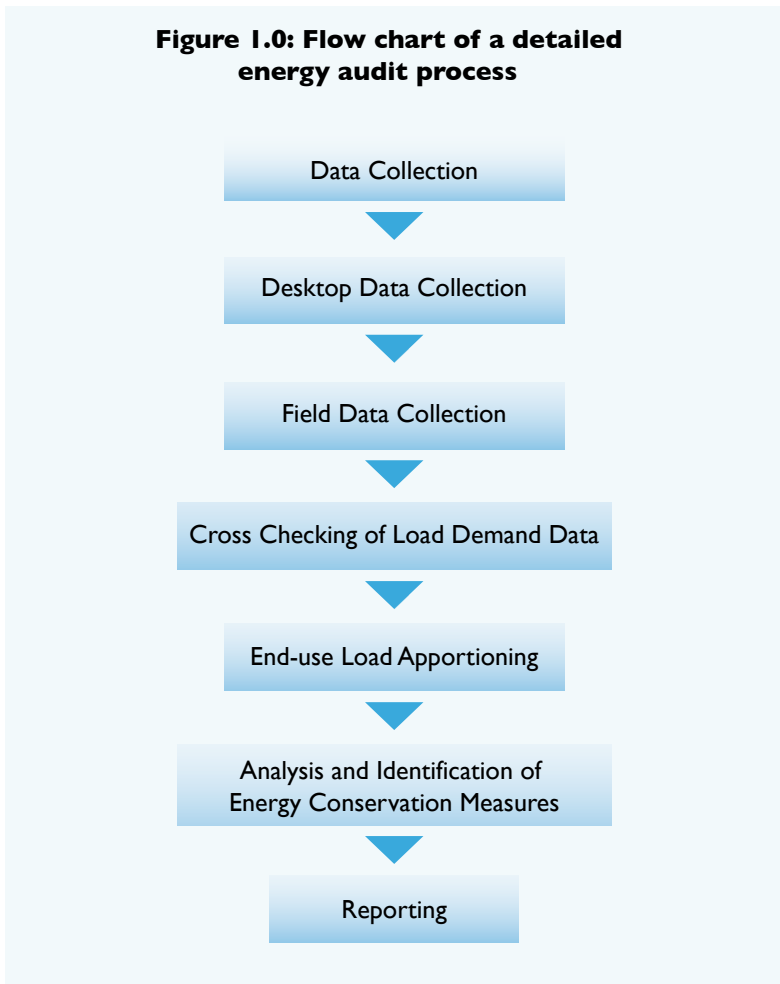 Figure 1.0: Flow chart of a detailed
energy audit process
Data Collection
Desktop Data Collection
Field Data Collection
Cross Checking of Load Demand Data
End-use Load Apportioning
Analysis and Identification of
Energy Conservation Measures
Reporting